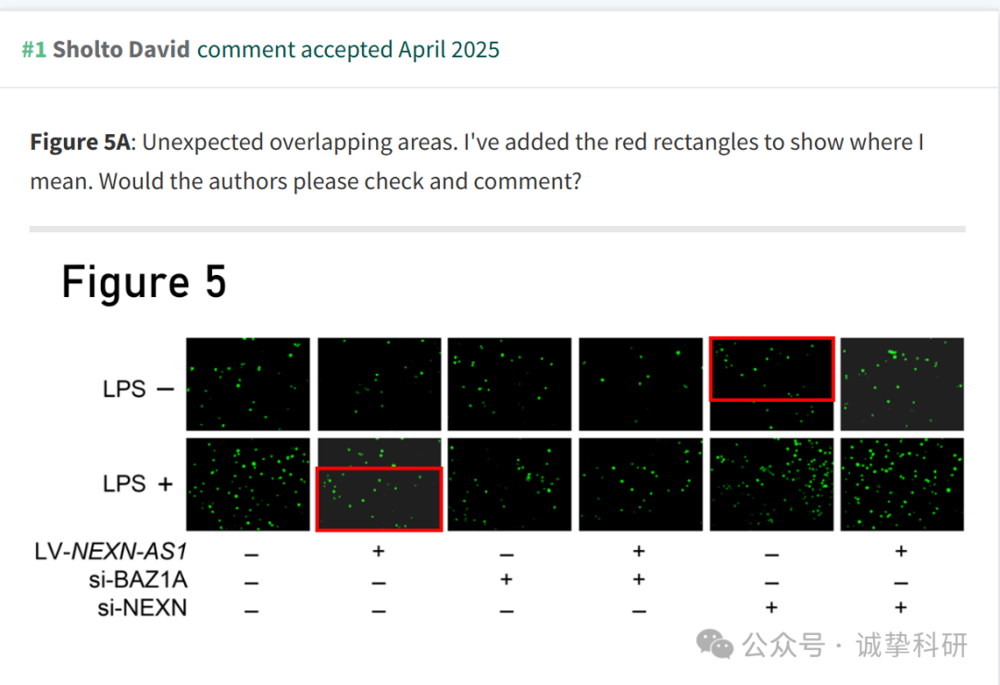 #1 Sholto David comment accepted April 2025
Figure 5A: Unexpected overlapping areas. I've added the red rectangles to show where I
mean. Would the authors please check and comment?
Figure 5
LPS −
LPS +
LV-NEXN-AS1 − + − + − +
si-BAZ1A − − + + − −
si-NEXN − − − − + +
公众号 · 诚挚科研